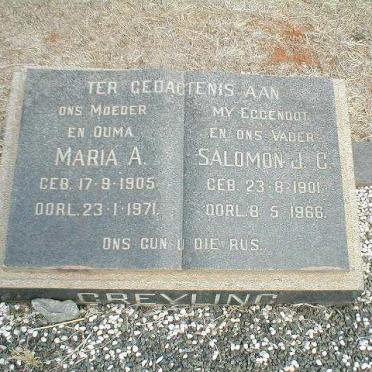 TER GEDAGTENIS AAN
ONS MOEDER
EN OUMA
MARIA A.
GEB. 17-9-1905
OORL. 23-1-1971.
MY EGGENOOT
EN ONS VADER
SALOMON J. C.
GEB. 23-8-1901
OORL. 8-5-1966.
ONS GUN U DIE RUS.
GREYLING